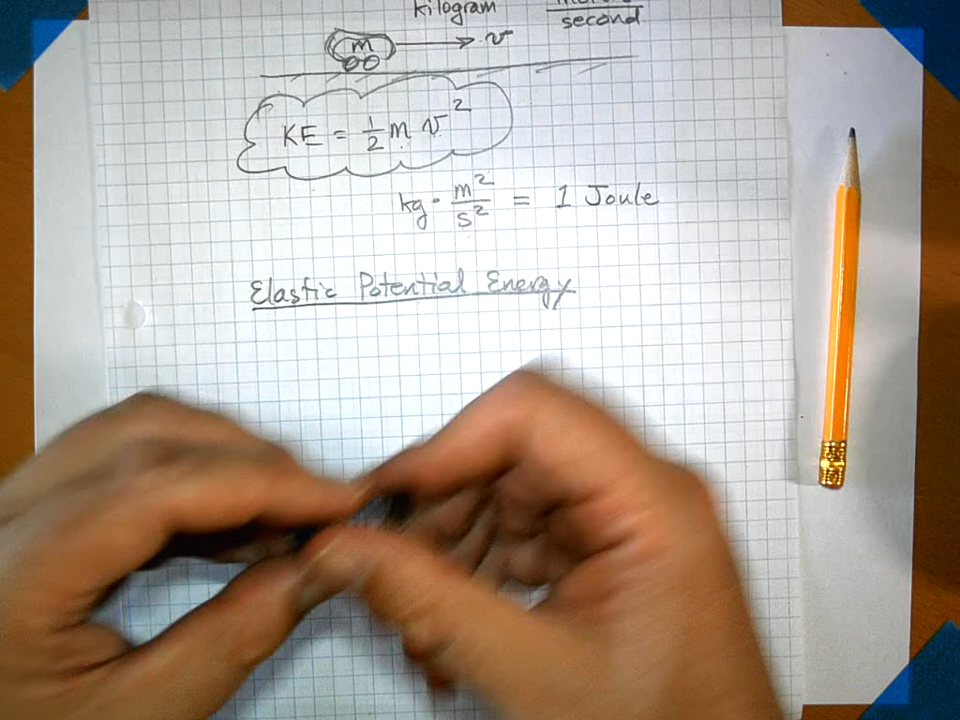 kilogram
second
m → v
KE = 1/2 m v²
kg · m²/s² = 1 Joule
Elastic Potential Energy